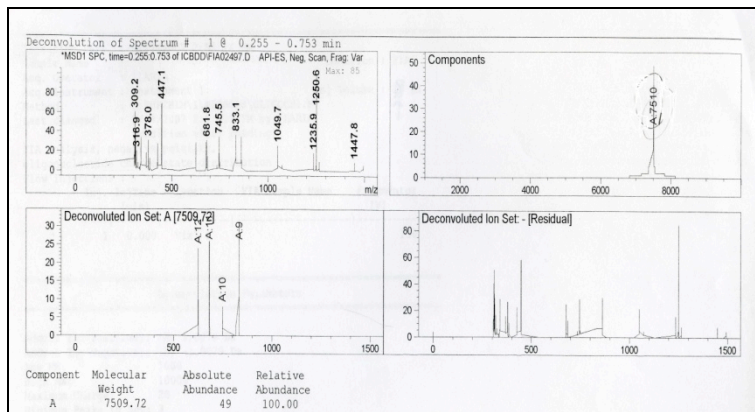 Deconvolution of Spectrum # 1 @ 0.255 - 0.753 min
*MSD1 SPC, time=0.255:0.753 of ICBDD\FIA02497.D API-ES, Neg, Scan, Frag: Var
Max: 85
80
60
40
20
0
316.9
309.2
378.0
447.1
681.8
745.5
833.1
1049.7
1235.9
1250.6
1447.8
0 500 1000 m/z
Components
50
40
30
20
10
0
A:7510
2000 4000 6000 8000
Deconvoluted Ion Set: A [7509.72]
30
25
20
15
10
5
0
A:12
A:10
A:9
0 500 1000 1500
Deconvoluted Ion Set: - [Residual]
80
60
40
20
0
0 500 1000 1500
Component Molecular Absolute Relative
Weight Abundance Abundance
A 7509.72 49 100.00